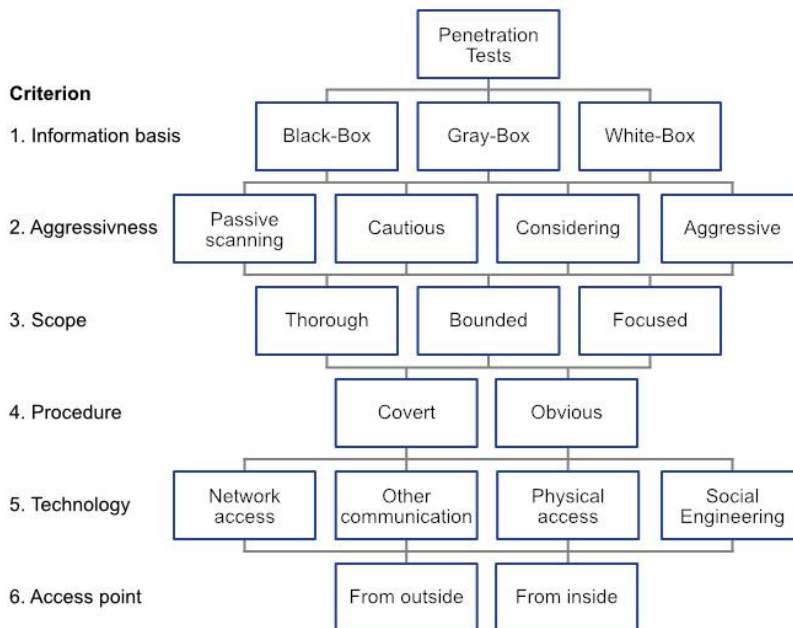 Penetration
Tests
Criterion
1. Information basis
Black-Box
Gray-Box
White-Box
2. Aggressivness
Passive
scanning
Cautious
Considering
Aggressive
3. Scope
Thorough
Bounded
Focused
4. Procedure
Covert
Obvious
5. Technology
Network
access
Other
communication
Physical
access
Social
Engineering
6. Access point
From outside
From inside